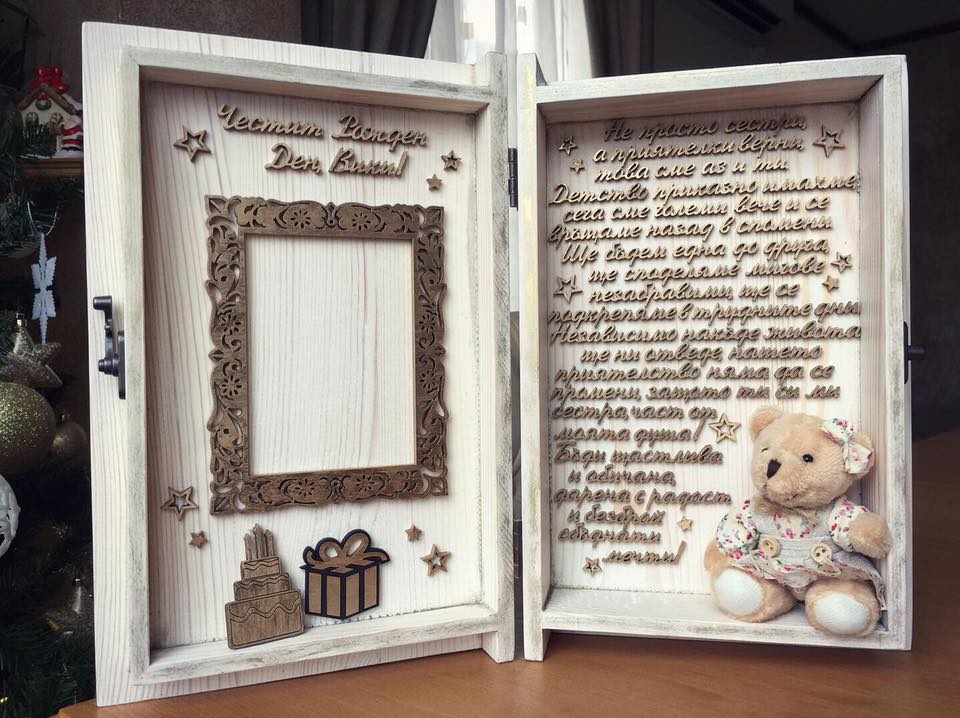 Честит Рожден
Ден, Вики!
Не просто сестри,
а приятелки верни,
това сме аз и ти
Детство приказно имахме,
сега сме големи вече и се
връщаме назад в спомени
Ще бъдем една до друга,
ще споделяме мигове
незабравими, ще се
подкрепяме в трудните дни
Независимо накъде живота
ще ни отведе, нашето
приятелство няма да се
промени, защото ти си ми
сестра, част от
моята душа!
Бъди щастлива
и обичана,
дарена с радост
и безброй
сбъднати
мечти!